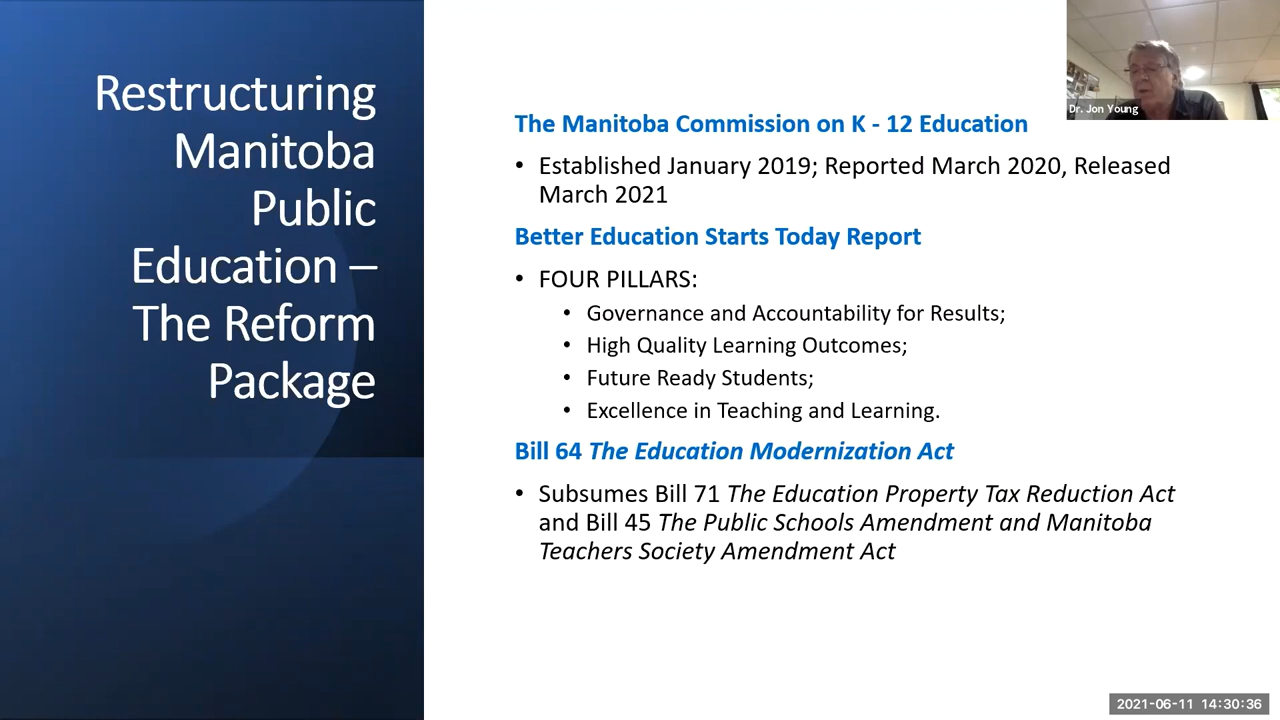 Restructuring
Manitoba
Public
Education –
The Reform
Package
The Manitoba Commission on K - 12 Education
• Established January 2019; Reported March 2020, Released
March 2021
Better Education Starts Today Report
• FOUR PILLARS:
• Governance and Accountability for Results;
• High Quality Learning Outcomes;
• Future Ready Students;
• Excellence in Teaching and Learning.
Bill 64 The Education Modernization Act
• Subsumes Bill 71 The Education Property Tax Reduction Act
and Bill 45 The Public Schools Amendment and Manitoba
Teachers Society Amendment Act
Dr. Jon Young
2021-06-11 14:30:36